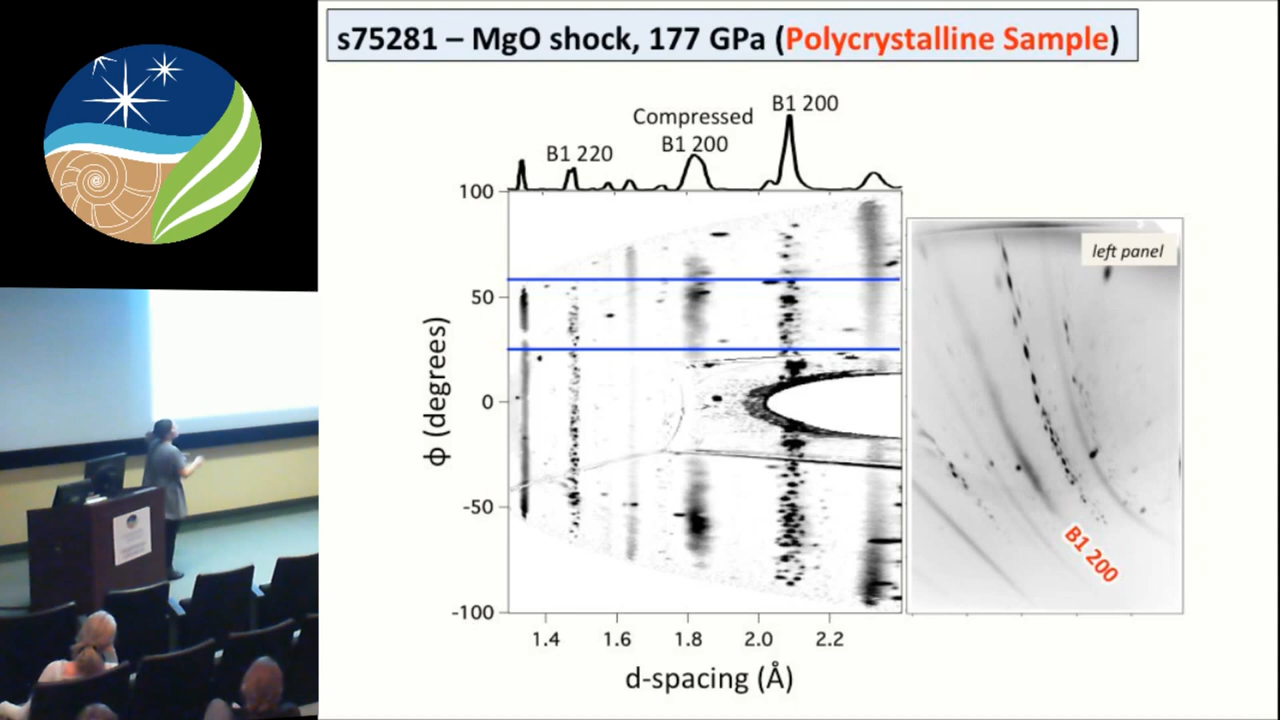 s75281 – MgO shock, 177 GPa (Polycrystalline Sample)
B1 220
Compressed
B1 200
B1 200
100
50
0
-50
-100
ϕ (degrees)
1.4
1.6
1.8
2.0
2.2
d-spacing (Å)
left panel
B1 200